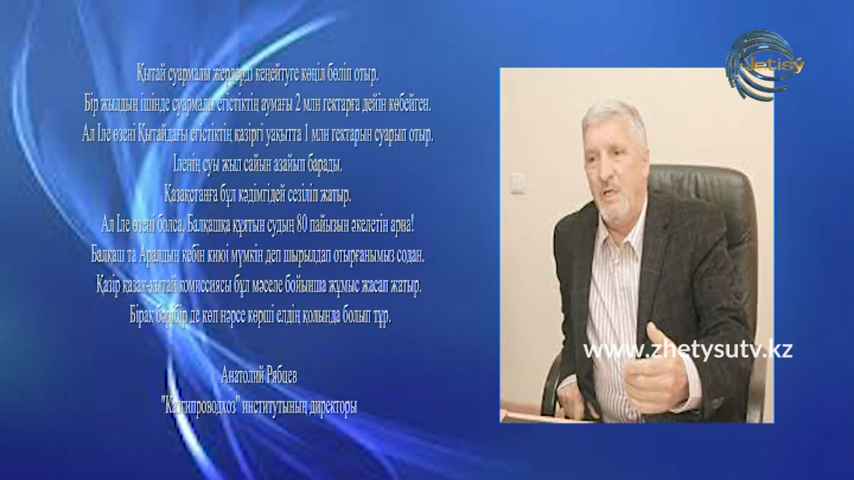 Jetisý
Қытай суармалы жерлерді кеңейтуге көңіл бөліп отыр.
Бір жылдың ішінде суармалы егістіктің аумағы 2 млн гектарға дейін көбейген.
Ал Іле өзені Қытайдағы егістіктің қазіргі уақытта 1 млн гектарын суарып отыр.
Іленің суы жыл сайын азайып барады.
Қазақстанға бұл кәдімгідей сезіліп жатыр.
Ал Іле өзені болса, Балқашқа құятын судың 80 пайызын әкелетін арна!
Балқаш та Аралдың кебін киюі мүмкін деп шырылдап отырғанымыз содан.
Қазір қазақ-қытай комиссиясы бұл мәселе бойынша жұмыс жасап жатыр.
Бірақ бәрібір де көп нәрсе көрші елдің қолында болып тұр.
Анатолий Рябцев
"Казгипроводхоз" институтының директоры
www.zhetysutv.kz